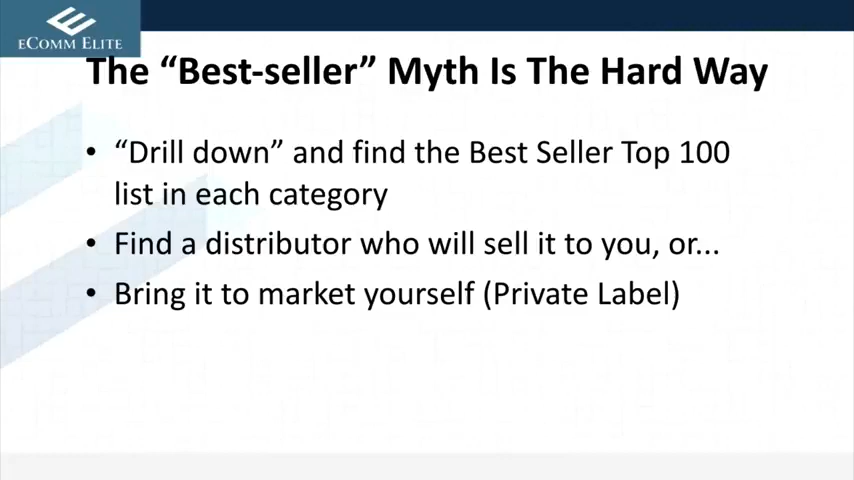 eComm Elite
The “Best-seller” Myth Is The Hard Way
• “Drill down” and find the Best Seller Top 100
list in each category
• Find a distributor who will sell it to you, or...
• Bring it to market yourself (Private Label)